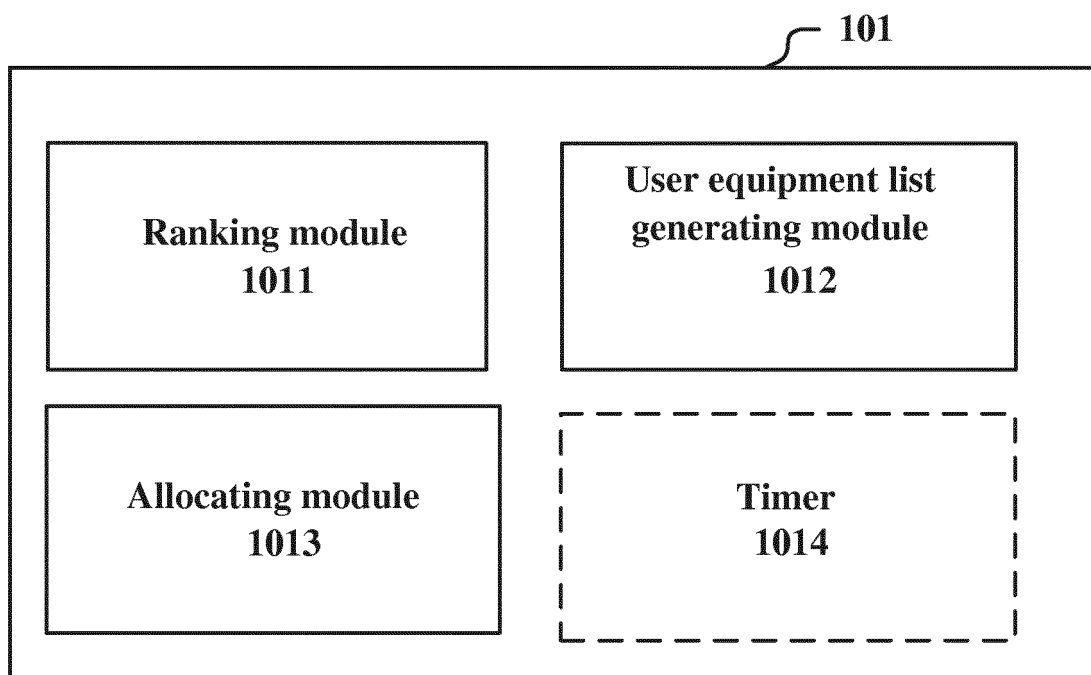 101
Ranking module
1011
User equipment list
generating module
1012
Allocating module
1013
Timer
1014